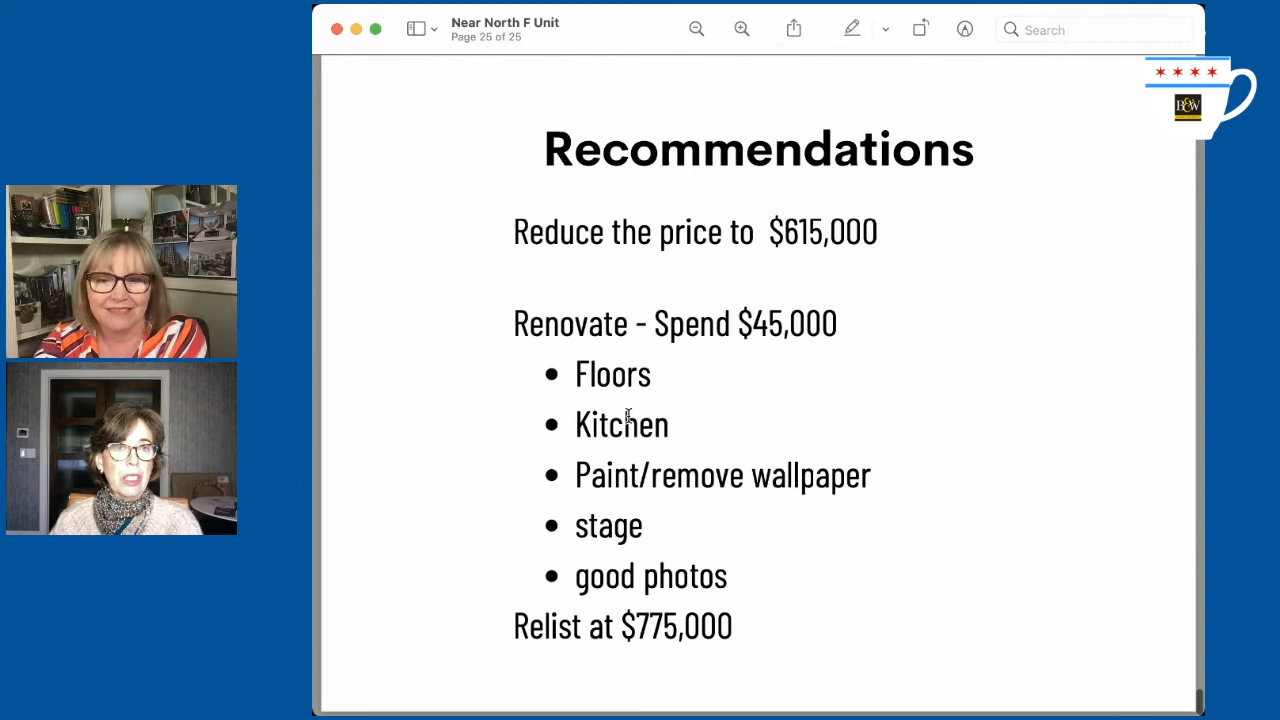 Near North F Unit
Page 25 of 25
Search
B&W
Recommendations
Reduce the price to $615,000
Renovate - Spend $45,000
• Floors
• Kitchen
• Paint/remove wallpaper
• stage
• good photos
Relist at $775,000